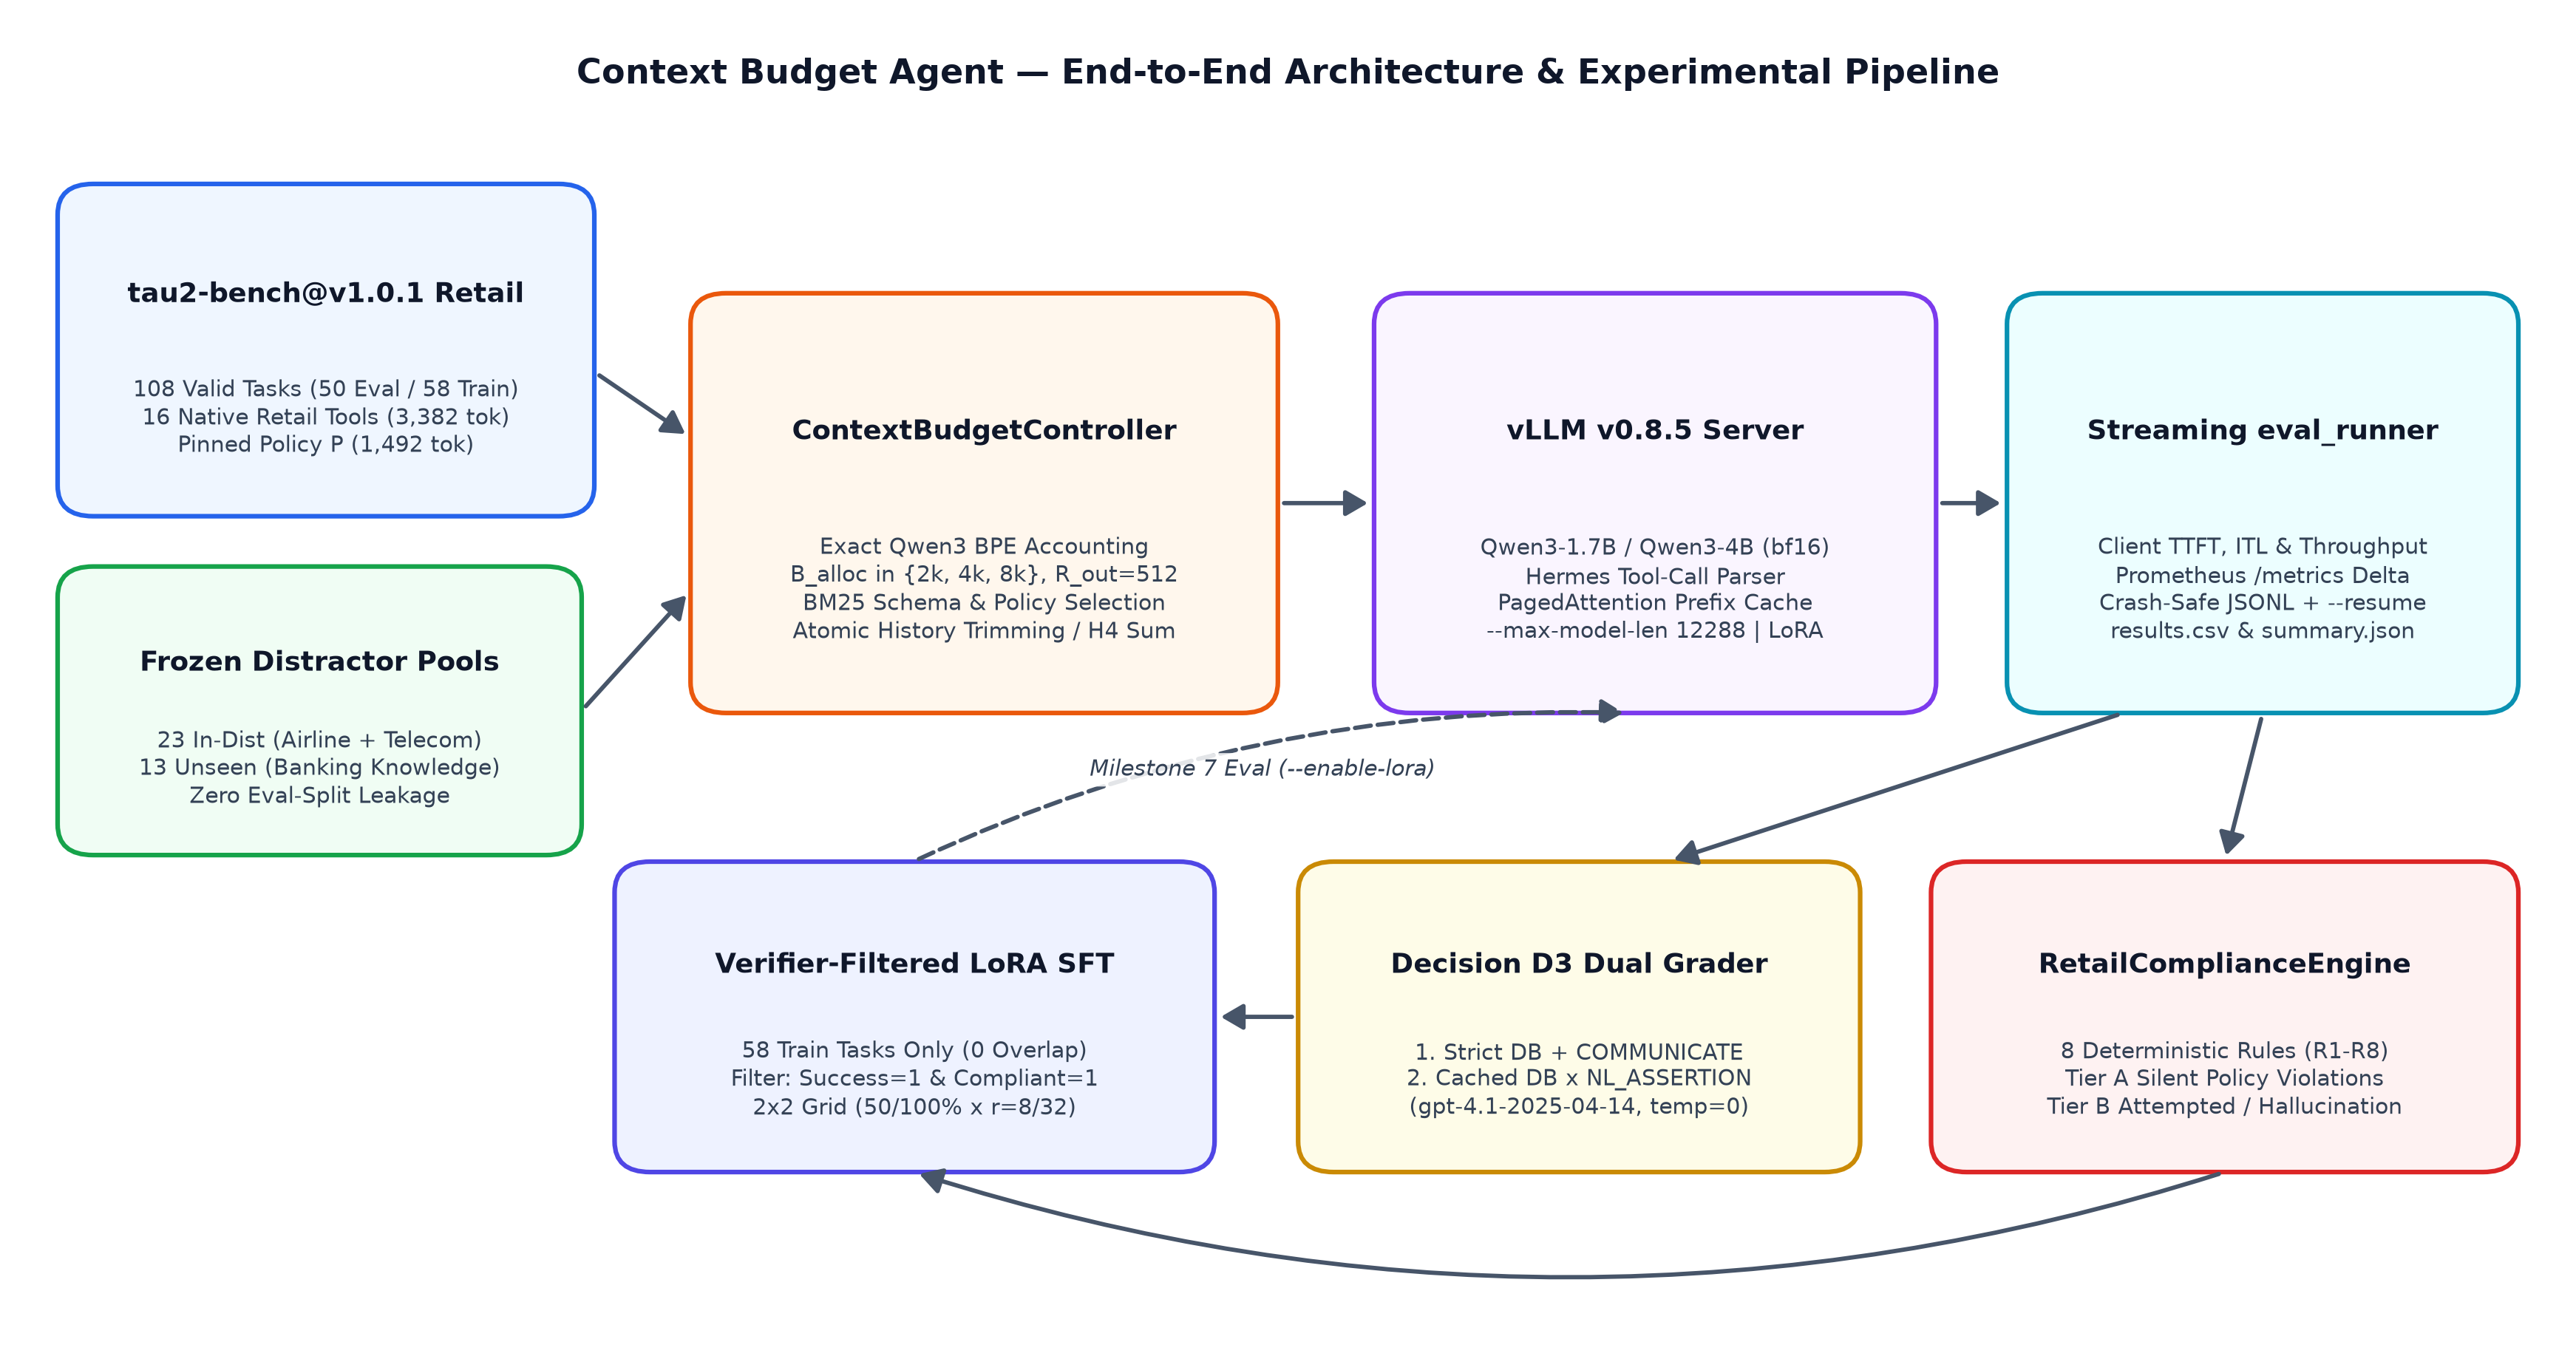 Context Budget Agent — End-to-End Architecture & Experimental Pipeline
tau2-bench@v1.0.1 Retail
108 Valid Tasks (50 Eval / 58 Train)
16 Native Retail Tools (3,382 tok)
Pinned Policy P (1,492 tok)
Frozen Distractor Pools
23 In-Dist (Airline + Telecom)
13 Unseen (Banking Knowledge)
Zero Eval-Split Leakage
ContextBudgetController
Exact Qwen3 BPE Accounting
B_alloc in {2k, 4k, 8k}, R_out=512
BM25 Schema & Policy Selection
Atomic History Trimming / H4 Sum
vLLM v0.8.5 Server
Qwen3-1.7B / Qwen3-4B (bf16)
Hermes Tool-Call Parser
PagedAttention Prefix Cache
--max-model-len 12288 | LoRA
Streaming eval_runner
Client TTFT, ITL & Throughput
Prometheus /metrics Delta
Crash-Safe JSONL + --resume
results.csv & summary.json
Milestone 7 Eval (--enable-lora)
Verifier-Filtered LoRA SFT
58 Train Tasks Only (0 Overlap)
Filter: Success=1 & Compliant=1
2x2 Grid (50/100% x r=8/32)
Decision D3 Dual Grader
1. Strict DB + COMMUNICATE
2. Cached DB x NL_ASSERTION
(gpt-4.1-2025-04-14, temp=0)
RetailComplianceEngine
8 Deterministic Rules (R1-R8)
Tier A Silent Policy Violations
Tier B Attempted / Hallucination